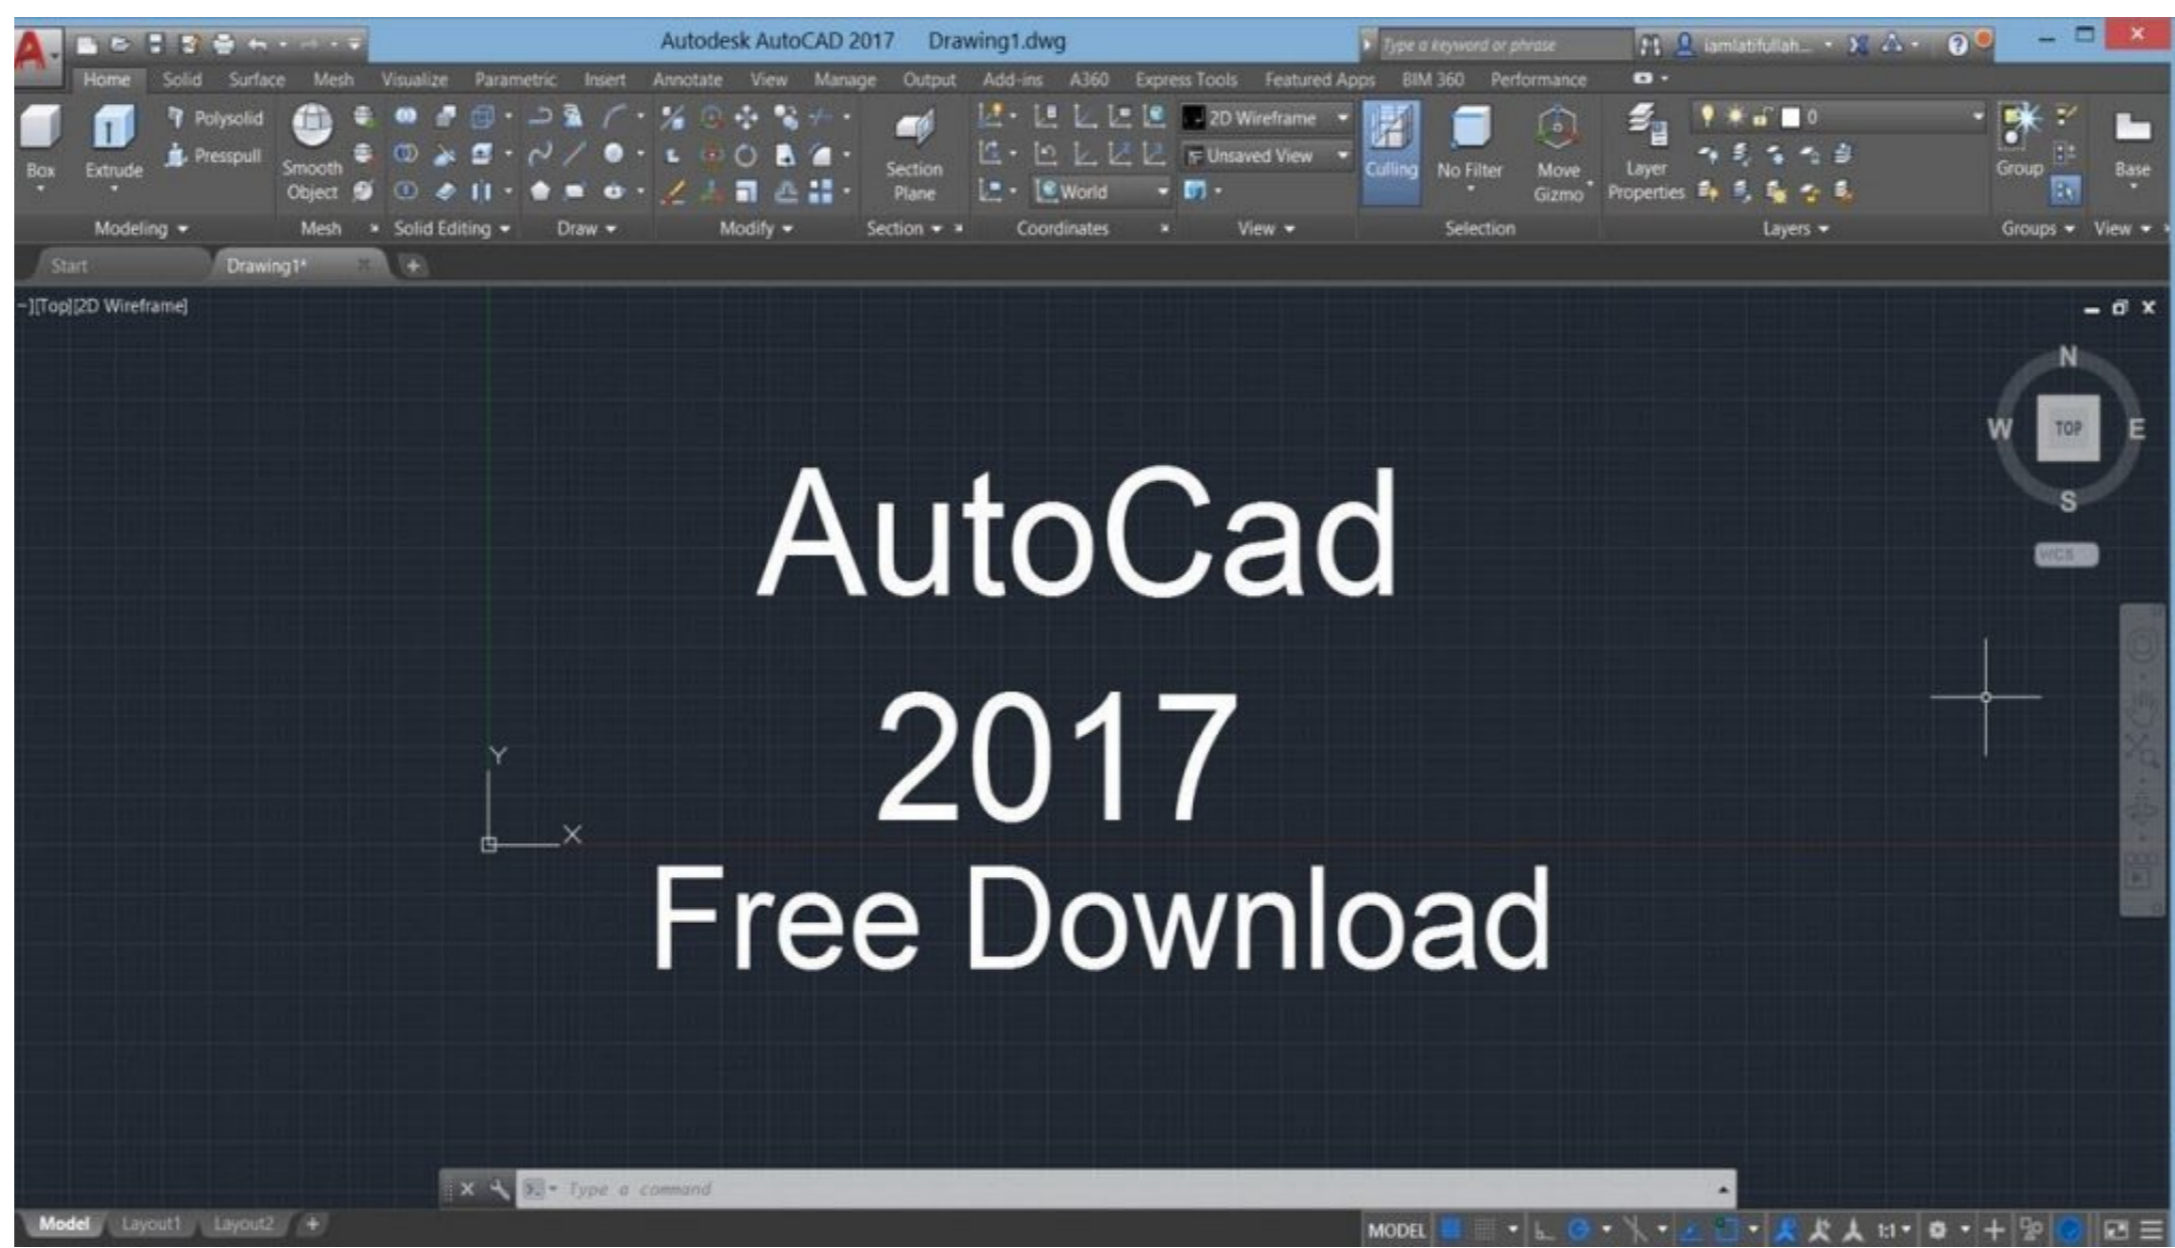 Autodesk AutoCAD 2017 Drawing1.dwg
Type a keyword or phrase
iamlatifullah...
Home Solid Surface Mesh Visualize Parametric Insert Annotate View Manage Output Add-ins A360 Express Tools Featured Apps BIM 360 Performance
Polysolid
2D Wireframe
0
Presspull
Unsaved View
Box
Extrude
Smooth
Object
Section
Plane
World
Culling
No Filter
Move
Gizmo
Layer
Properties
Group
Base
Modeling Mesh Solid Editing Draw Modify Section Coordinates View Selection Layers Groups View
Start Drawing1*
–][Top][2D Wireframe]
N
W TOP E
S
WCS
AutoCad
2017
Y
X
Free Download
Type a command
Model Layout1 Layout2
MODEL 1:1